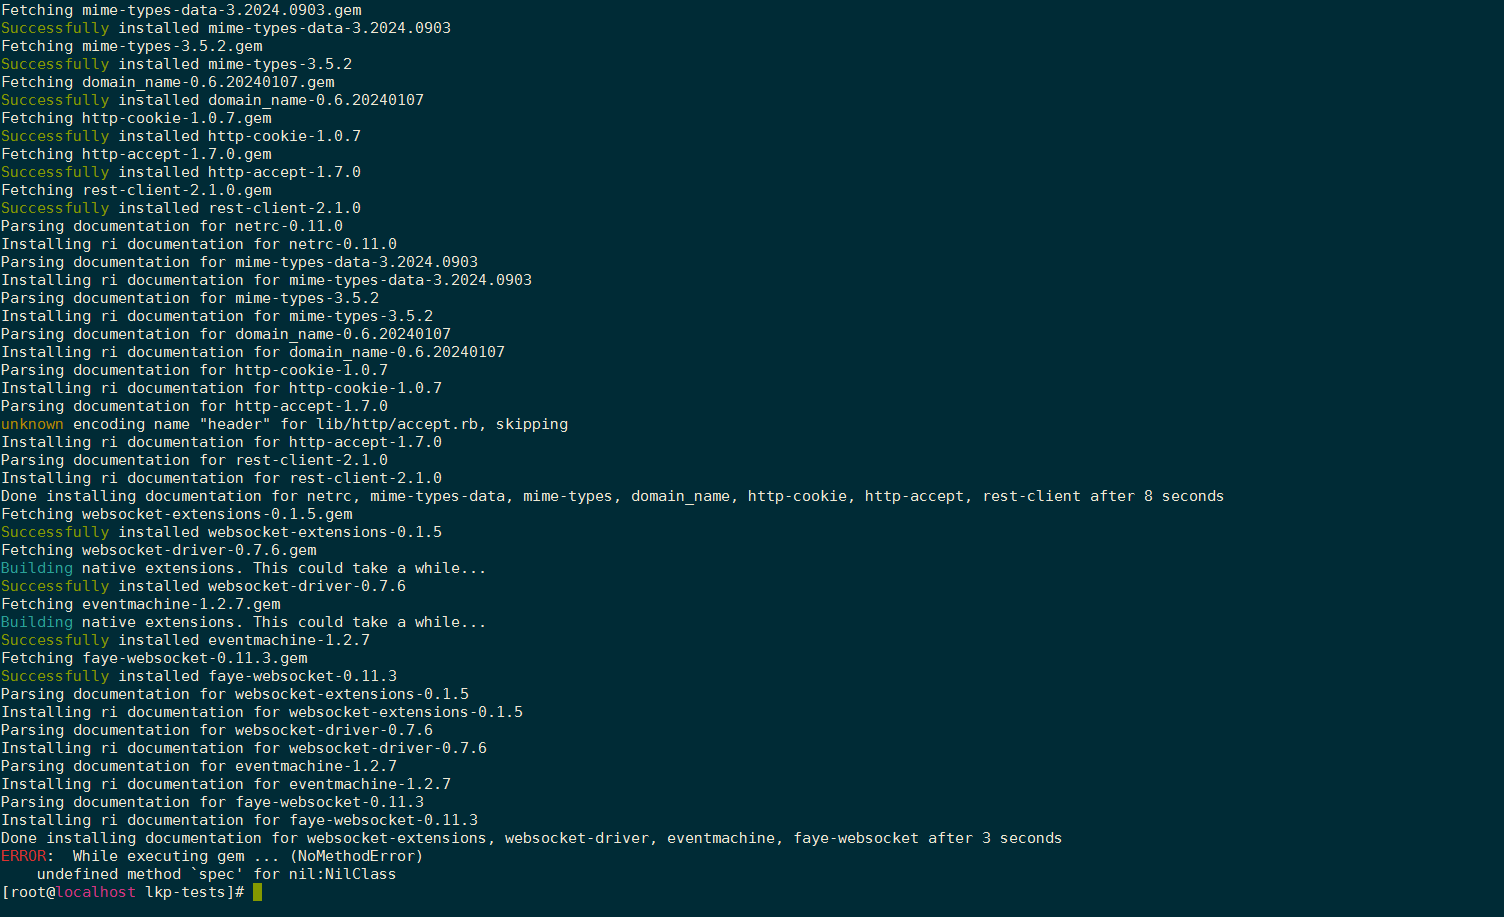 Fetching mime-types-data-3.2024.0903.gem
Successfully installed mime-types-data-3.2024.0903
Fetching mime-types-3.5.2.gem
Successfully installed mime-types-3.5.2
Fetching domain_name-0.6.20240107.gem
Successfully installed domain_name-0.6.20240107
Fetching http-cookie-1.0.7.gem
Successfully installed http-cookie-1.0.7
Fetching http-accept-1.7.0.gem
Successfully installed http-accept-1.7.0
Fetching rest-client-2.1.0.gem
Successfully installed rest-client-2.1.0
Parsing documentation for netrc-0.11.0
Installing ri documentation for netrc-0.11.0
Parsing documentation for mime-types-data-3.2024.0903
Installing ri documentation for mime-types-data-3.2024.0903
Parsing documentation for mime-types-3.5.2
Installing ri documentation for mime-types-3.5.2
Parsing documentation for domain_name-0.6.20240107
Installing ri documentation for domain_name-0.6.20240107
Parsing documentation for http-cookie-1.0.7
Installing ri documentation for http-cookie-1.0.7
Parsing documentation for http-accept-1.7.0
unknown encoding name "header" for lib/http/accept.rb, skipping
Installing ri documentation for http-accept-1.7.0
Parsing documentation for rest-client-2.1.0
Installing ri documentation for rest-client-2.1.0
Done installing documentation for netrc, mime-types-data, mime-types, domain_name, http-cookie, http-accept, rest-client after 8 seconds
Fetching websocket-extensions-0.1.5.gem
Successfully installed websocket-extensions-0.1.5
Fetching websocket-driver-0.7.6.gem
Building native extensions. This could take a while...
Successfully installed websocket-driver-0.7.6
Fetching eventmachine-1.2.7.gem
Building native extensions. This could take a while...
Successfully installed eventmachine-1.2.7
Fetching faye-websocket-0.11.3.gem
Successfully installed faye-websocket-0.11.3
Parsing documentation for websocket-extensions-0.1.5
Installing ri documentation for websocket-extensions-0.1.5
Parsing documentation for websocket-driver-0.7.6
Installing ri documentation for websocket-driver-0.7.6
Parsing documentation for eventmachine-1.2.7
Installing ri documentation for eventmachine-1.2.7
Parsing documentation for faye-websocket-0.11.3
Installing ri documentation for faye-websocket-0.11.3
Done installing documentation for websocket-extensions, websocket-driver, eventmachine, faye-websocket after 3 seconds
ERROR:  While executing gem ... (NoMethodError)
    undefined method `spec' for nil:NilClass
[root@localhost lkp-tests]#